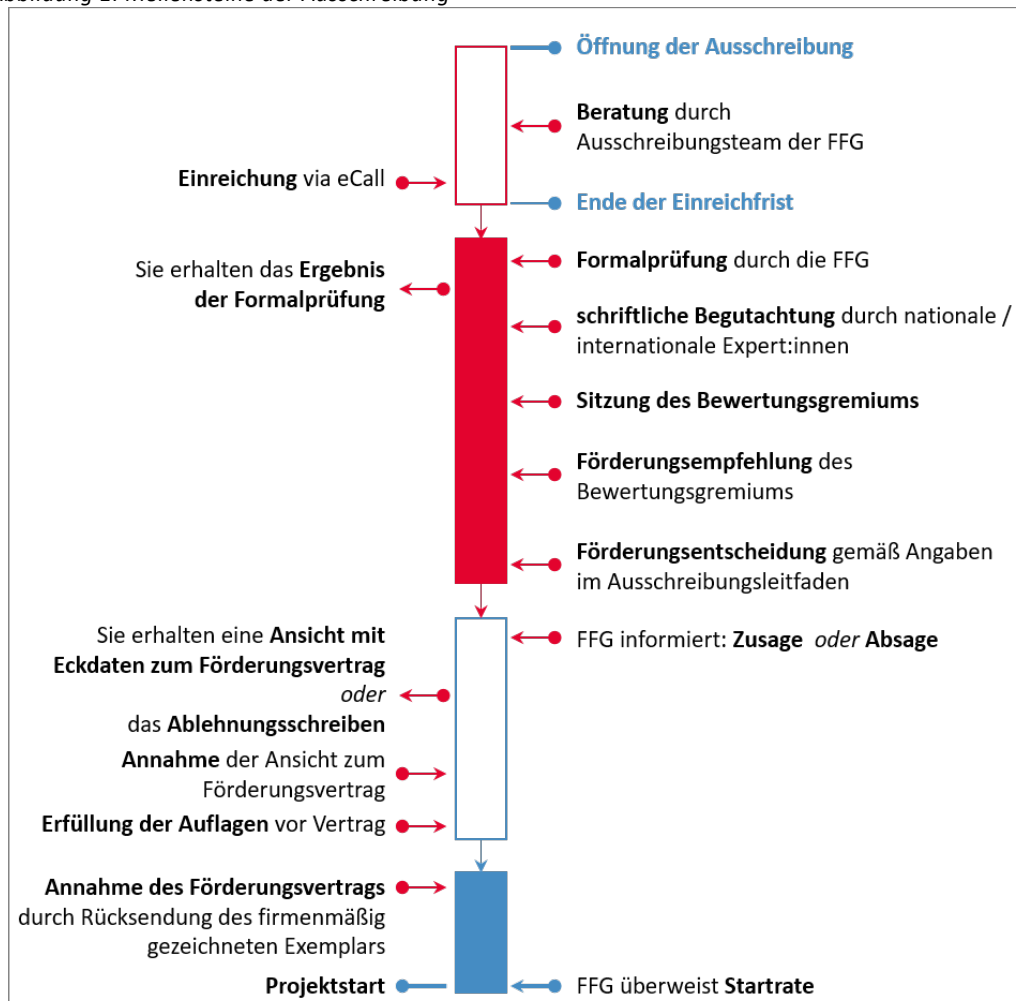 Öffnung der Ausschreibung
Beratung durch
Ausschreibungsteam der FFG
Einreichung via eCall
Ende der Einreichfrist
Formalprüfung durch die FFG
Sie erhalten das Ergebnis
der Formalprüfung
schriftliche Begutachtung durch nationale /
internationale Expert:innen
Sitzung des Bewertungsgremiums
Förderungsempfehlung des
Bewertungsgremiums
Förderungsentscheidung gemäß Angaben
im Ausschreibungsleitfaden
FFG informiert: Zusage oder Absage
Sie erhalten eine Ansicht mit
Eckdaten zum Förderungsvertrag
oder
das Ablehnungsschreiben
Annahme der Ansicht zum
Förderungsvertrag
Erfüllung der Auflagen vor Vertrag
Annahme des Förderungsvertrags
durch Rücksendung des firmenmäßig
gezeichneten Exemplars
Projektstart
FFG überweist Startrate